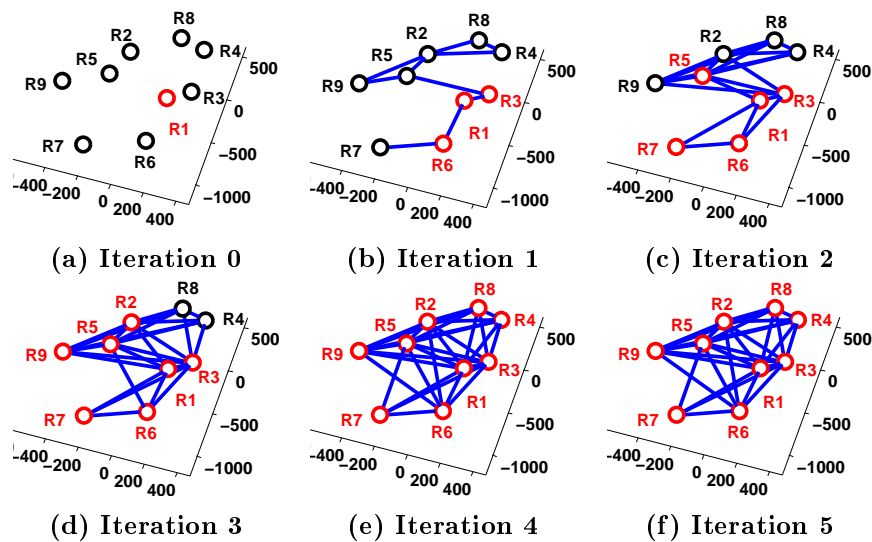 R8
R2
R4
R5
R9
R3
R1
R7
R6
500
0
−500
−1000
−400
−200
0
200
400
(a) Iteration 0
R8
R2
R4
R5
R9
R3
R1
R7
R6
500
0
−500
−1000
−400
−200
0
200
400
(b) Iteration 1
R8
R2
R4
R5
R9
R3
R1
R7
R6
500
0
−500
−1000
−400
−200
0
200
400
(c) Iteration 2
R8
R2
R4
R5
R9
R3
R1
R7
R6
500
0
−500
−1000
−400
−200
0
200
400
(d) Iteration 3
R8
R2
R4
R5
R9
R3
R1
R7
R6
500
0
−500
−1000
−400
−200
0
200
400
(e) Iteration 4
R8
R2
R4
R5
R9
R3
R1
R7
R6
500
0
−500
−1000
−400
−200
0
200
400
(f) Iteration 5